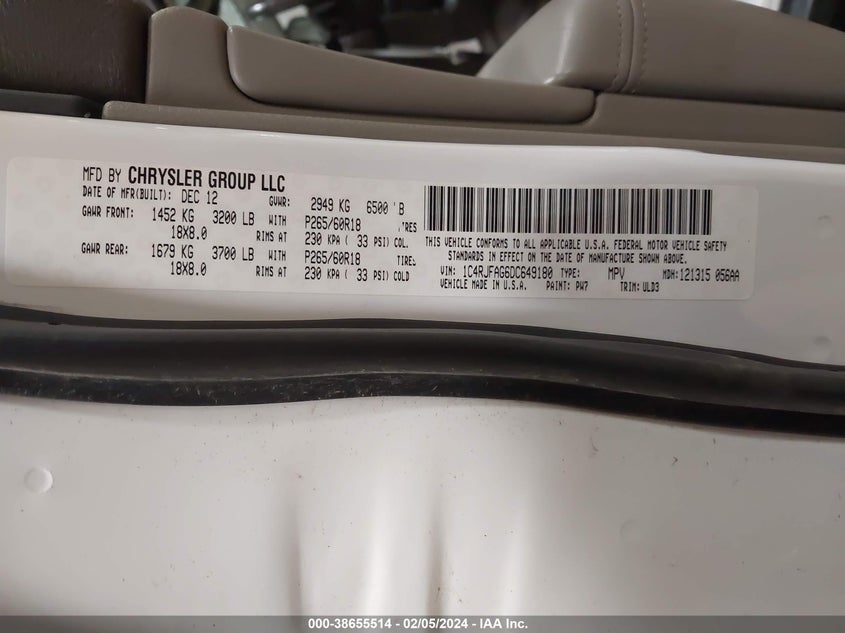 MFD BY CHRYSLER GROUP LLC
DATE OF MFR(BUILT): DEC 12 GVWR: 2949 KG 6500 'B
GAWR FRONT: 1452 KG 3200 LB WITH P265/60R18 'RES
18X8.0 RIMS AT 230 KPA ( 33 PSI) COL.
GAWR REAR: 1679 KG 3700 LB WITH P265/60R18 TIRES
18X8.0 RIMS AT 230 KPA ( 33 PSI) COLD
THIS VEHICLE CONFORMS TO ALL APPLICABLE U.S.A. FEDERAL MOTOR VEHICLE SAFETY
STANDARDS IN EFFECT ON THE DATE OF MANUFACTURE SHOWN ABOVE.
VIN: 1C4RJFAG6DC649180 TYPE: MPV MDH:121315 056AA
VEHICLE MADE IN U.S.A. PAINT: PW7 TRIM: ULD3
000-38655514 - 02/05/2024 - IAA Inc.